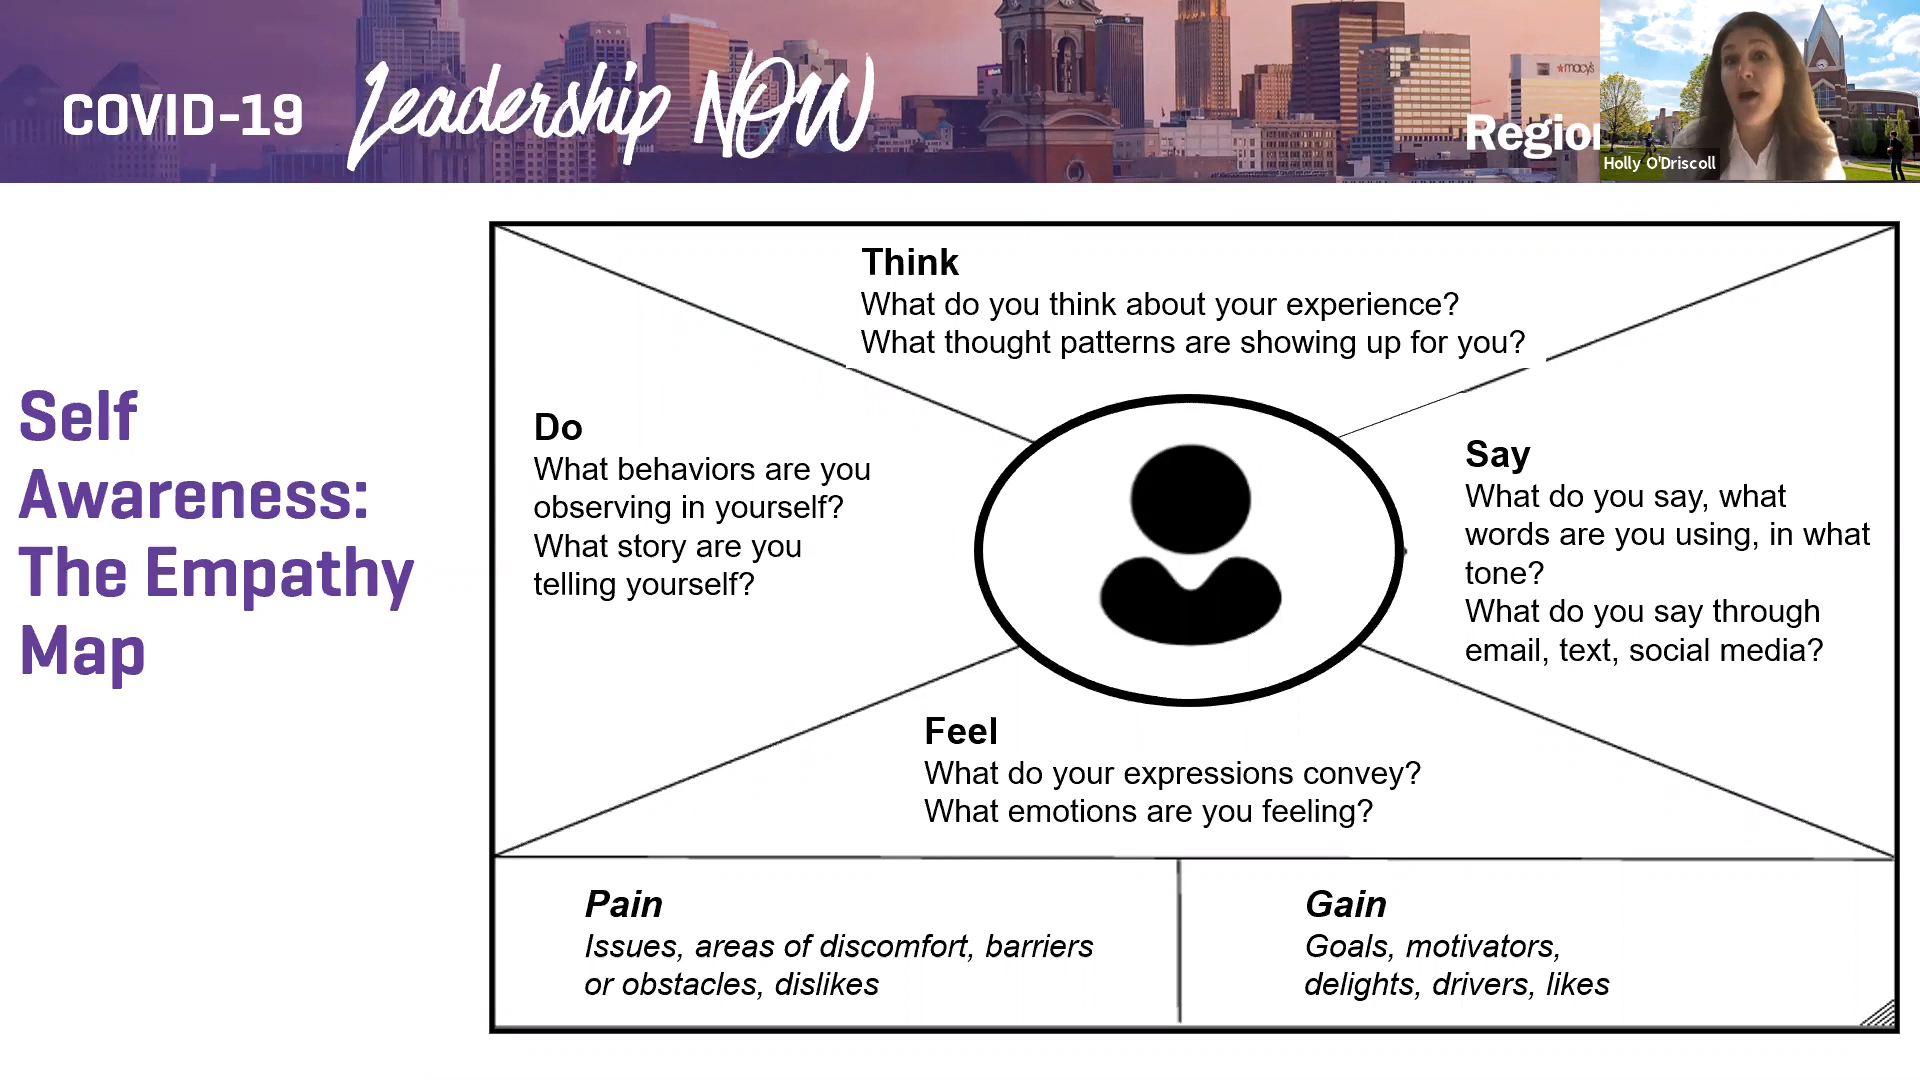 COVID-19 Leadership NOW
macy's
Holly O'Driscoll
Self
Awareness:
The Empathy
Map
Think
What do you think about your experience?
What thought patterns are showing up for you?
Do
What behaviors are you
observing in yourself?
What story are you
telling yourself?
Say
What do you say, what
words are you using, in what
tone?
What do you say through
email, text, social media?
Feel
What do your expressions convey?
What emotions are you feeling?
Pain
Issues, areas of discomfort, barriers
or obstacles, dislikes
Gain
Goals, motivators,
delights, drivers, likes